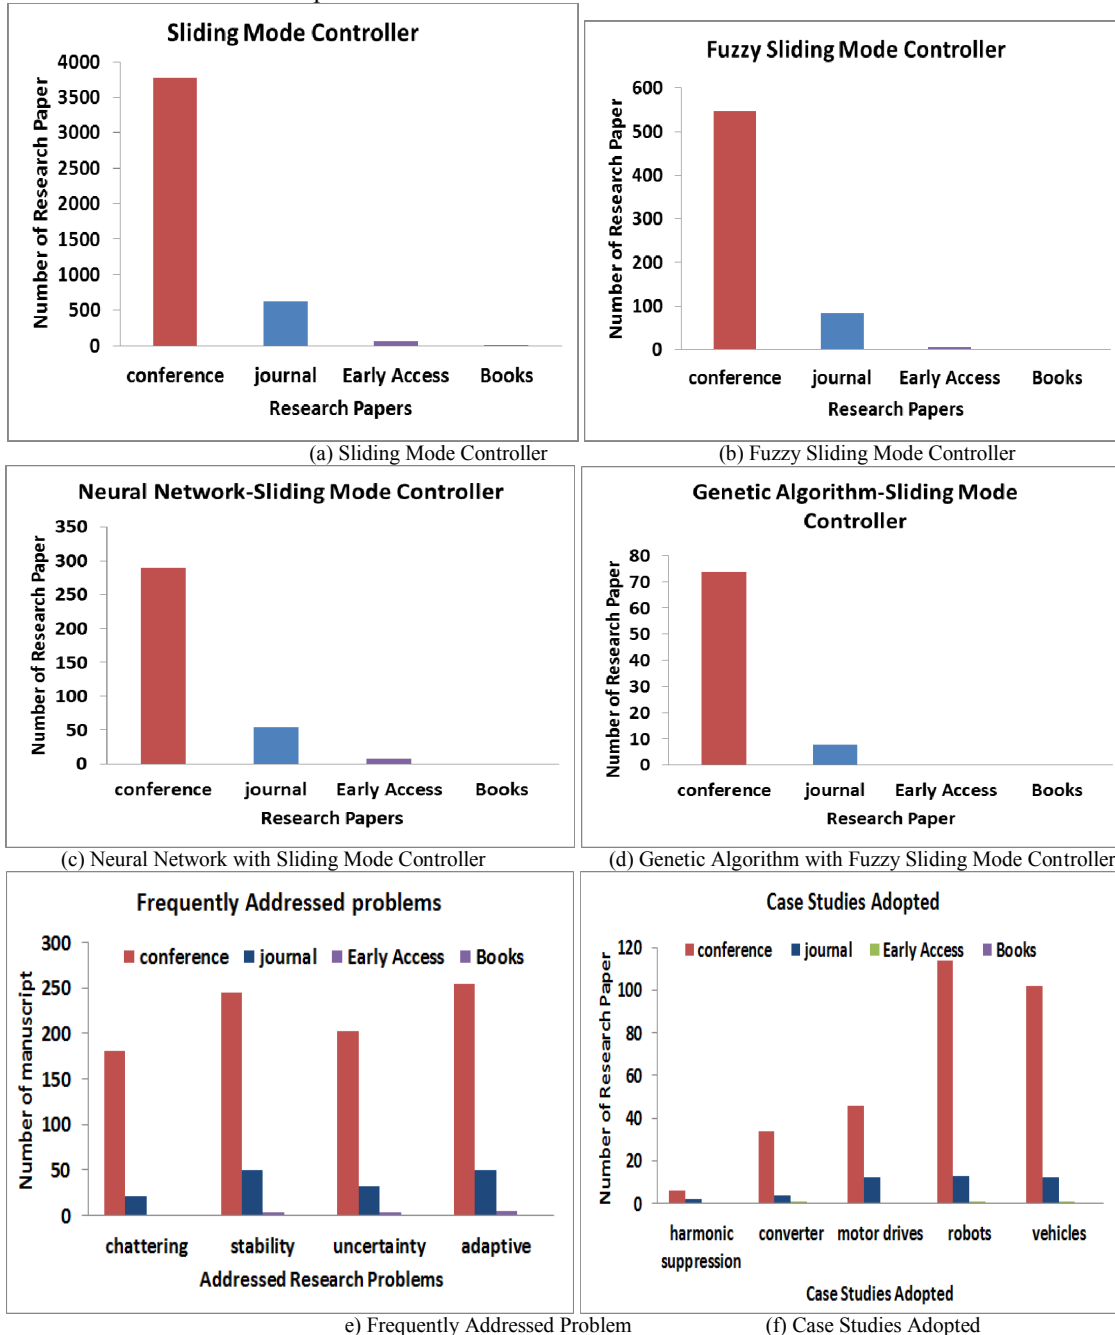 Sliding Mode Controller
Number of Research Paper
4000
3500
3000
2500
2000
1500
1000
500
0
conference journal Early Access Books
Research Papers
(a) Sliding Mode Controller
Fuzzy Sliding Mode Controller
Number of Research Paper
600
500
400
300
200
100
0
conference journal Early Access Books
Research Papers
(b) Fuzzy Sliding Mode Controller
Neural Network-Sliding Mode Controller
Number of Research Paper
350
300
250
200
150
100
50
0
conference journal Early Access Books
Research Papers
(c) Neural Network with Sliding Mode Controller
Genetic Algorithm-Sliding Mode
Controller
Number of Research Paper
80
70
60
50
40
30
20
10
0
conference journal Early Access Books
Research Paper
(d) Genetic Algorithm with Fuzzy Sliding Mode Controller
Frequently Addressed problems
Number of manuscript
conference journal Early Access Books
300
250
200
150
100
50
0
chattering stability uncertainty adaptive
Addressed Research Problems
e) Frequently Addressed Problem
Case Studies Adopted
Number of Research Paper
conference journal Early Access Books
120
100
80
60
40
20
0
harmonic suppression converter motor drives robots vehicles
Case Studies Adopted
(f) Case Studies Adopted